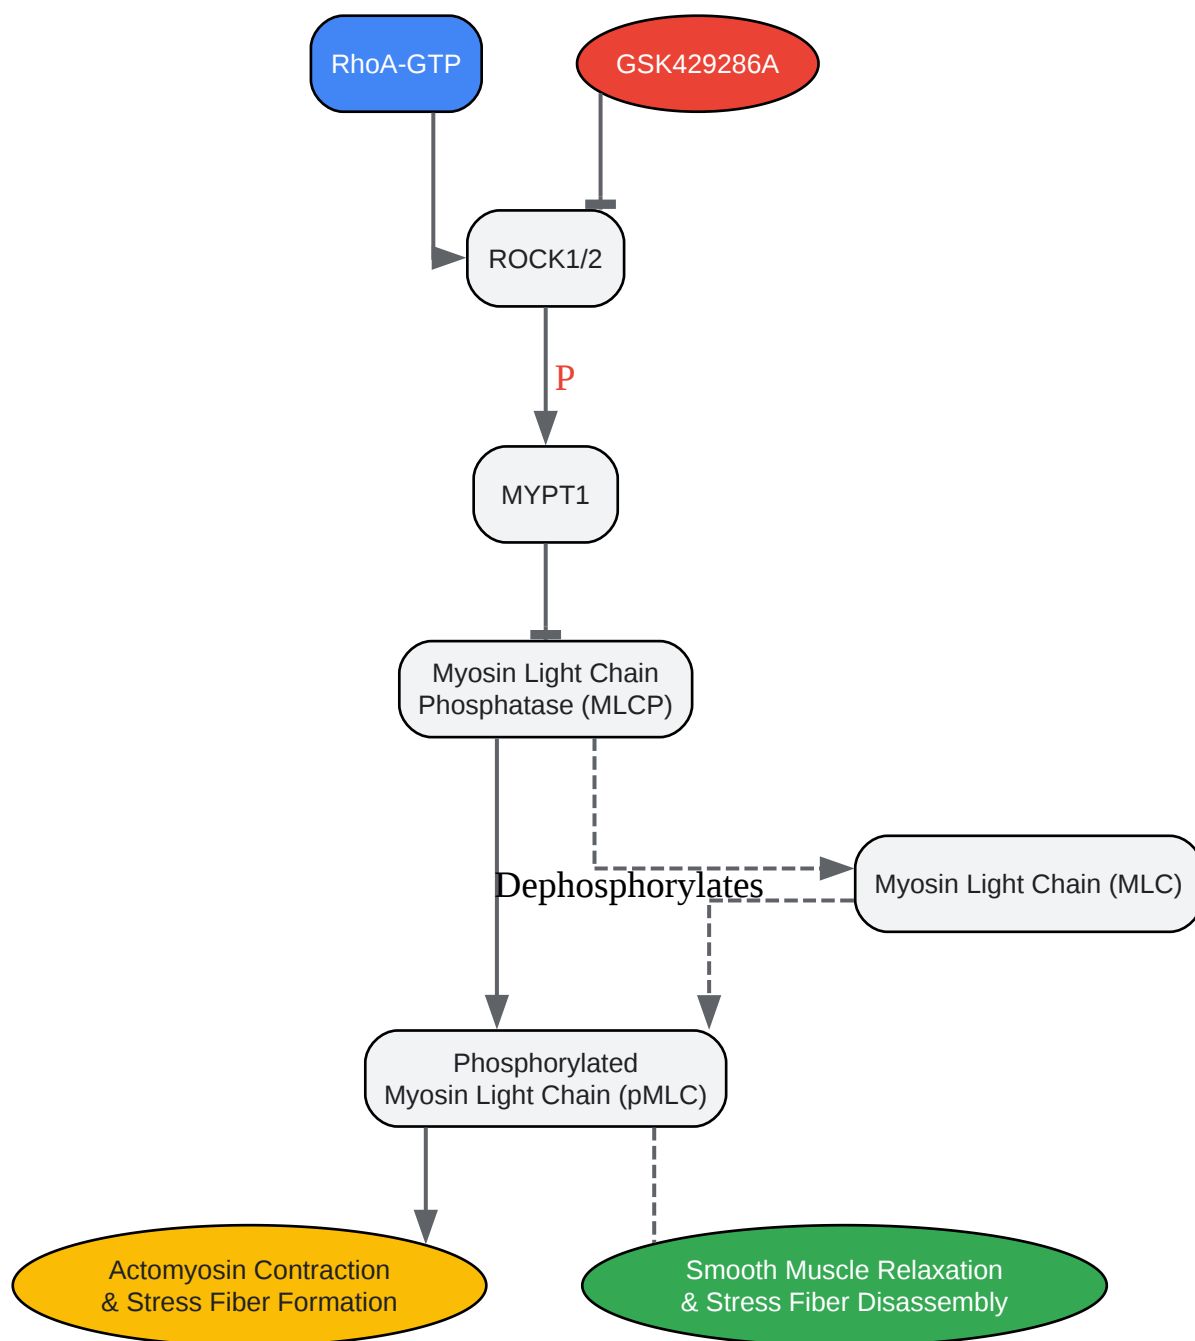 RhoA-GTP
GSK429286A
ROCK1/2
P
MYPT1
Myosin Light Chain
Phosphatase (MLCP)
Dephosphorylates
Myosin Light Chain (MLC)
Phosphorylated
Myosin Light Chain (pMLC)
Actomyosin Contraction
& Stress Fiber Formation
Smooth Muscle Relaxation
& Stress Fiber Disassembly